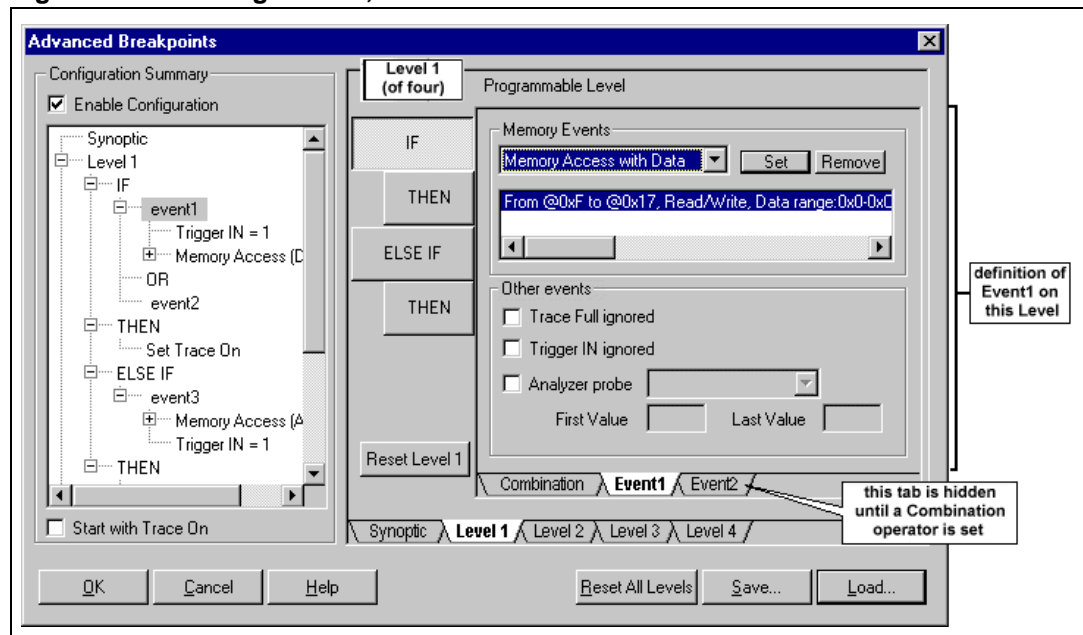 Advanced Breakpoints
Configuration Summary
Enable Configuration
Synoptic
Level 1
IF
event1
Trigger IN = 1
Memory Access (D
OR
event2
THEN
Set Trace On
ELSE IF
event3
Memory Access (A
Trigger IN = 1
THEN
Start with Trace On
Level 1
(of four)
Programmable Level
IF
THEN
ELSE IF
THEN
Reset Level 1
Memory Events
Memory Access with Data
Set
Remove
From @0xF to @0x17, Read/Write, Data range:0x0-0x
Other events
Trace Full ignored
Trigger IN ignored
Analyzer probe
First Value
Last Value
Combination
Event1
Event2
Synoptic
Level 1
Level 2
Level 3
Level 4
definition of
Event1 on
this Level
this tab is hidden
until a Combination
operator is set
OK
Cancel
Help
Reset All Levels
Save...
Load...